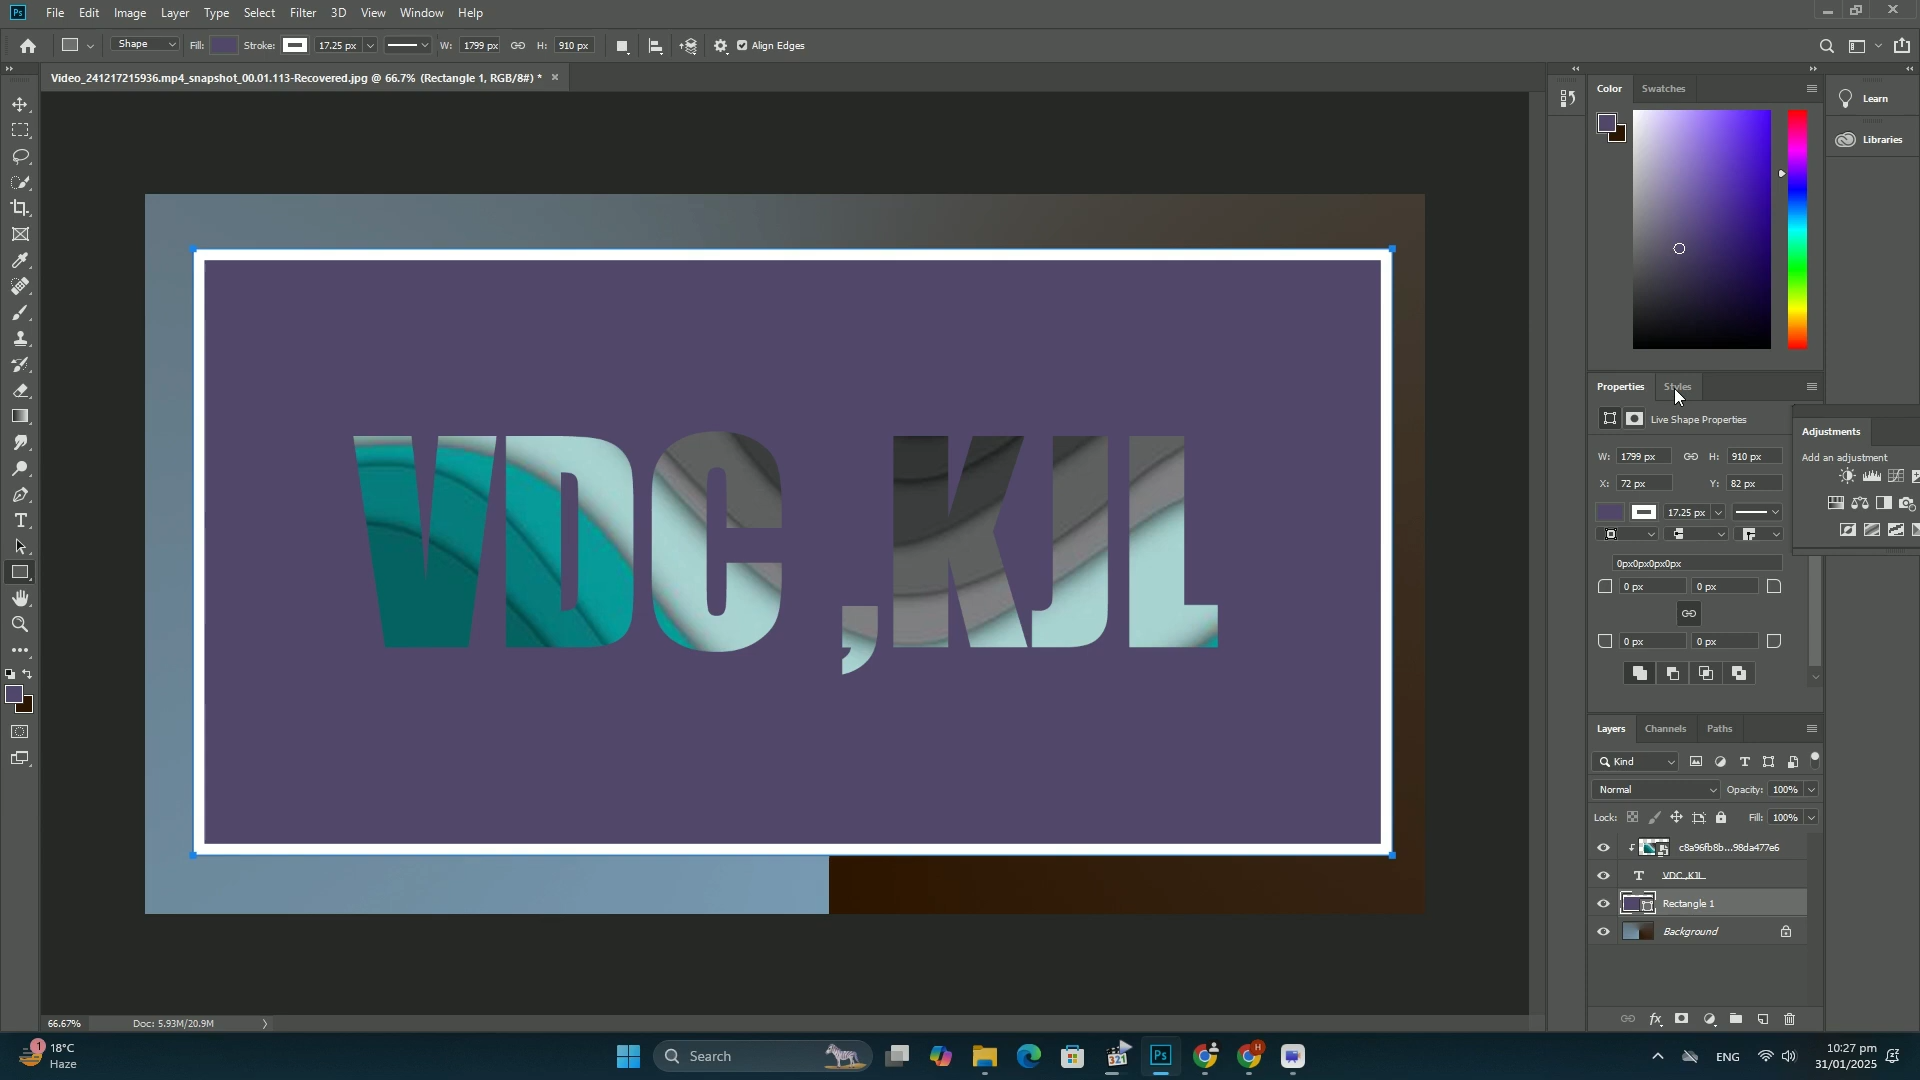 Ps File Edit Image Layer Type Select Filter 3D View Window Help
Shape Fill: Stroke: 17.25 px W: 1799 px H: 910 px Align Edges
Video_241217215936.mp4_snapshot_00.01.113-Recovered.jpg @ 66.7% (Rectangle 1, RGB/8#) *
Color Swatches
Learn
Libraries
VDC ,KJL
Properties Styles
Live Shape Properties
W: 1799 px H: 910 px
X: 72 px Y: 82 px
17.25 px
0px0px0px0px
0 px 0 px
0 px 0 px
Adjustments
Add an adjustment
Layers Channels Paths
Kind
Normal Opacity: 100%
Lock: Fill: 100%
c8a96fb8b...98da477e6
VDC ,KJL
Rectangle 1
Background
66.67% Doc: 5.93M/20.9M
1 18°C
Haze
Search
321
Ps
H
ENG
10:27 pm
31/01/2025